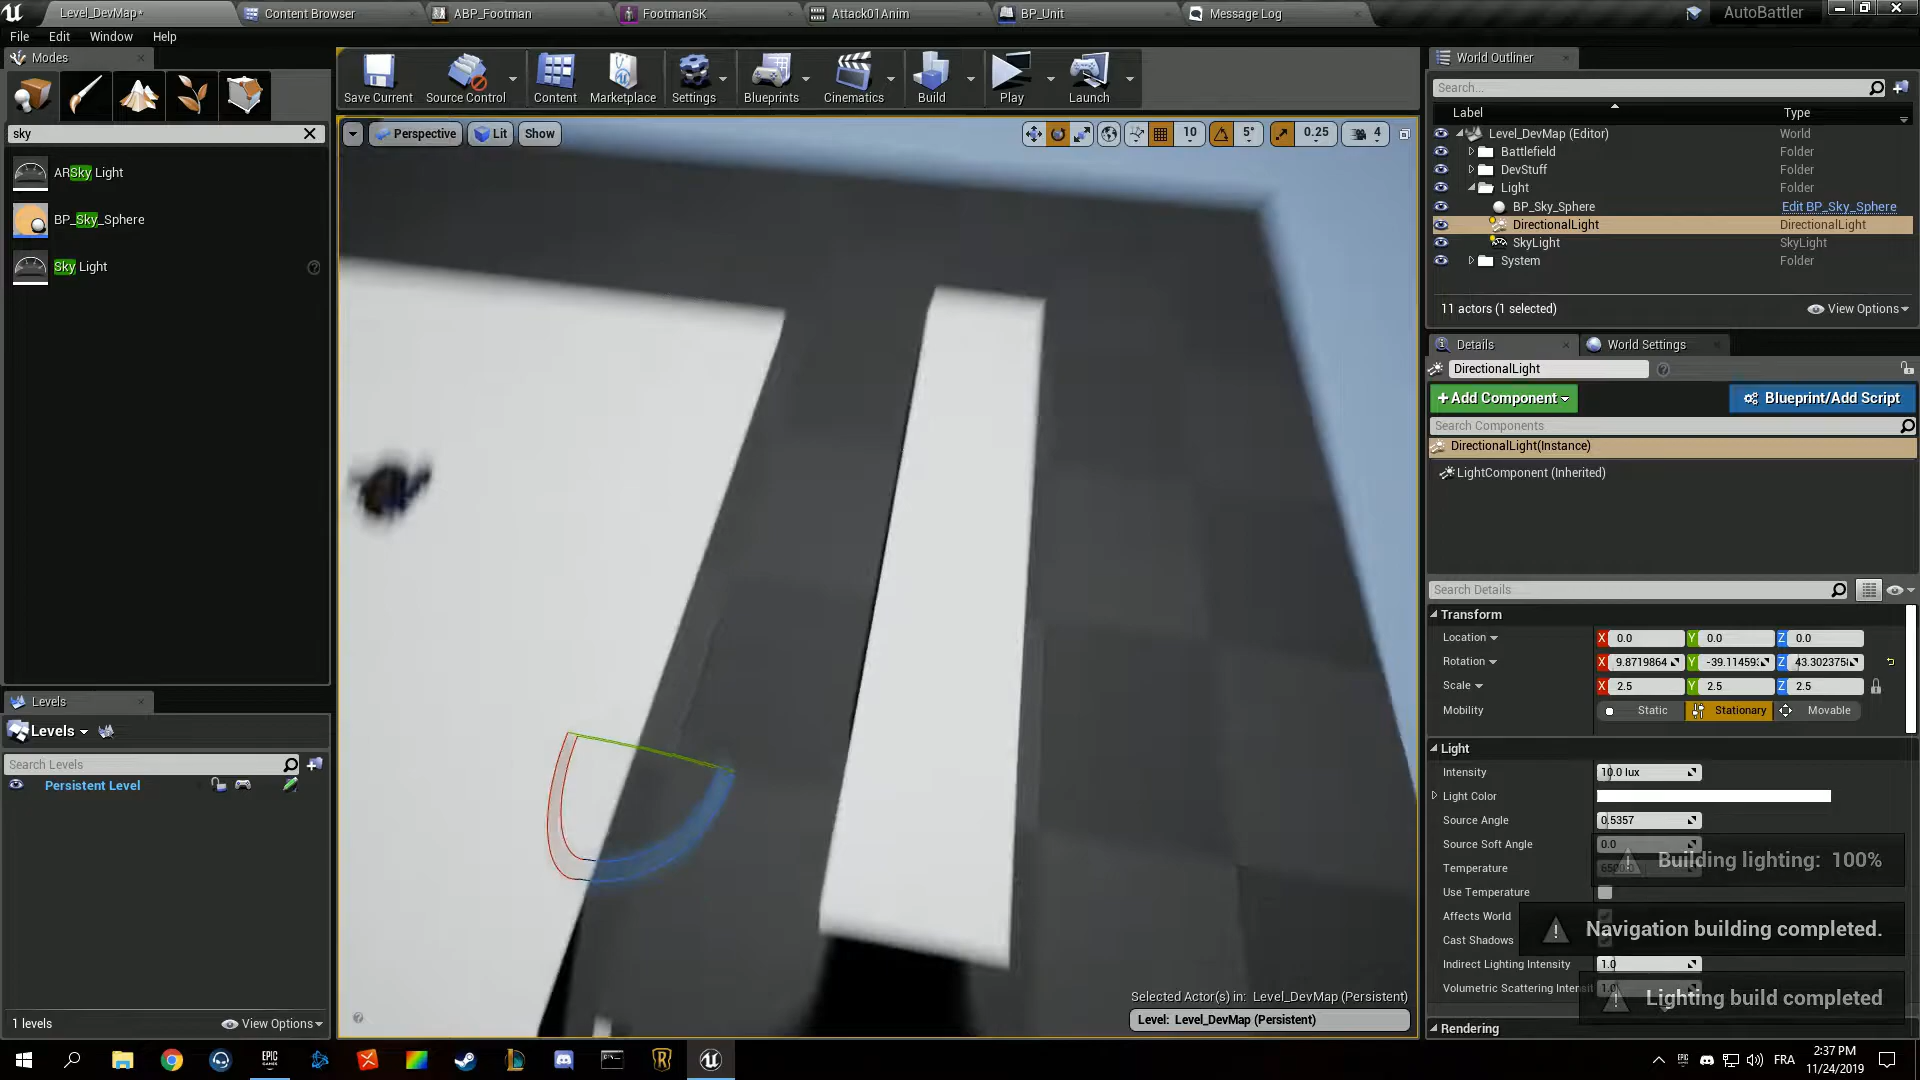 Level_DevMap*
Content Browser
ABP_Footman
FootmanSK
Attack01Anim
BP_Unit
Message Log
AutoBattler
File Edit Window Help
Modes
sky
ARSky Light
BP_Sky_Sphere
Sky Light
Levels
Levels
Search Levels
Persistent Level
1 levels
View Options
Save Current
Source Control
Content
Marketplace
Settings
Blueprints
Cinematics
Build
Play
Launch
Perspective
Lit
Show
10
5°
0.25
4
Selected Actor(s) in: Level_DevMap (Persistent)
Level: Level_DevMap (Persistent)
World Outliner
Search...
Label Type
Level_DevMap (Editor) World
Battlefield Folder
DevStuff Folder
Light Folder
BP_Sky_Sphere Edit BP_Sky_Sphere
DirectionalLight DirectionalLight
SkyLight SkyLight
System Folder
11 actors (1 selected)
View Options
Details
World Settings
DirectionalLight
+Add Component
Blueprint/Add Script
Search Components
DirectionalLight(Instance)
LightComponent (Inherited)
Search Details
Transform
Location X 0.0 Y 0.0 Z 0.0
Rotation X 9.8719864 Y Z
Scale X 2.5 Y 2.5 Z 2.5
Mobility Static Stationary Movable
Light
Intensity 10.0 lux
Light Color
Source Angle 0.5357
Source Soft Angle 0.0
Temperature
Use Temperature
Affects World
Cast Shadows
Indirect Lighting Intensity 1.0
Volumetric Scattering 1.0
Rendering
Building lighting: 100%
Navigation building completed.
Lighting build completed
EPIC GAMES
FRA
2:37 PM
11/24/2019